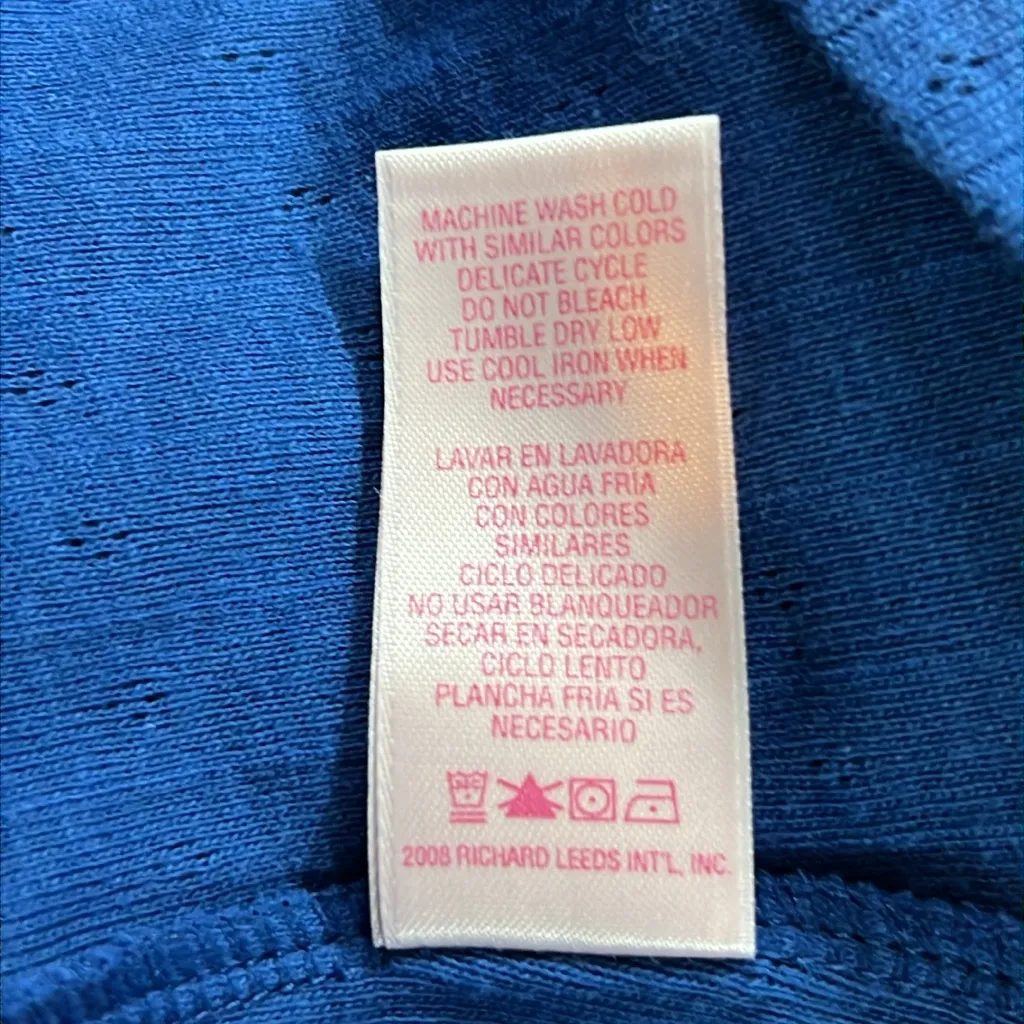 MACHINE WASH COLD
WITH SIMILAR COLORS
DELICATE CYCLE
DO NOT BLEACH
TUMBLE DRY LOW
USE COOL IRON WHEN
NECESSARY
LAVAR EN LAVADORA
CON AGUA FRIA
CON COLORES
SIMILARES
CICLO DELICADO
NO USAR BLANQUEADOR
SECAR EN SECADORA,
CICLO LENTO
PLANCHA FRIA SI ES
NECESARIO
2008 RICHARD LEEDS INT'L, INC.